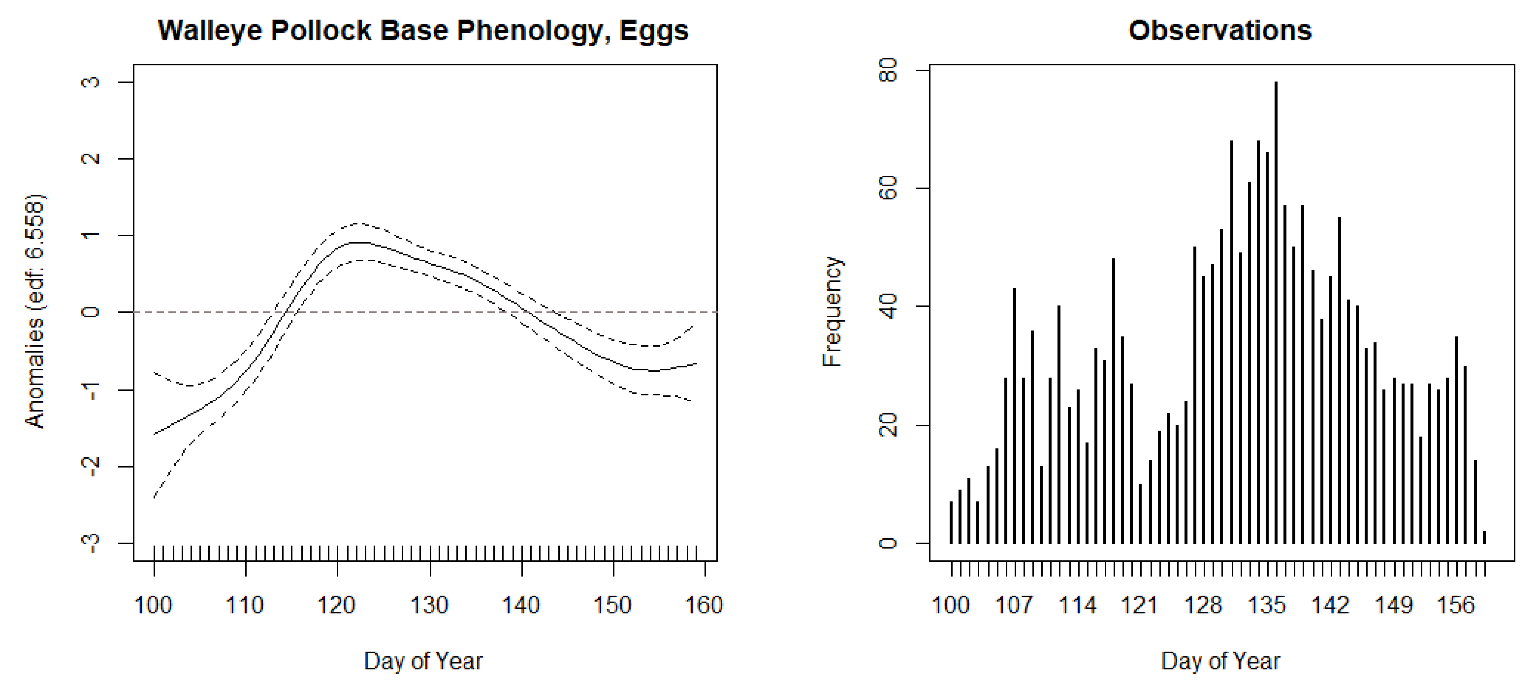 Walleye Pollock Base Phenology, Eggs
Anomalies (edf: 6.558)
3
2
1
0
-1
-2
-3
100 110 120 130 140 150 160
Day of Year
Observations
Frequency
80
60
40
20
0
100 107 114 121 128 135 142 149 156
Day of Year